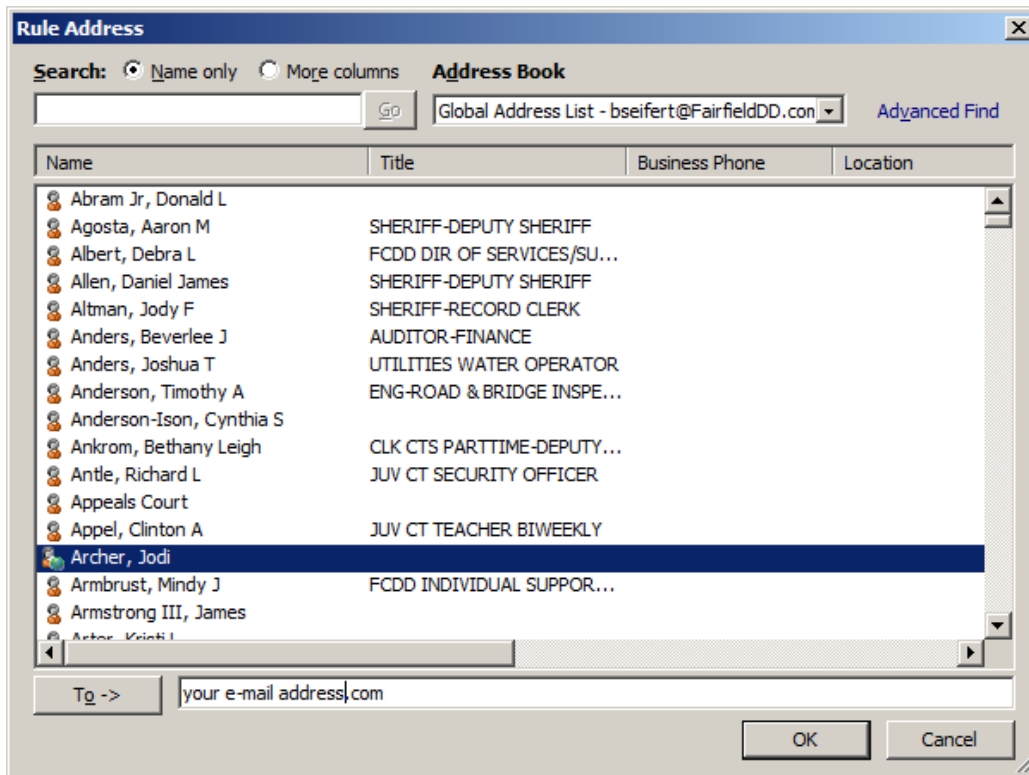 Rule Address
Search: Name only More columns Address Book
Go Global Address List - bseifert@FairfieldDD.con Advanced Find
Name Title Business Phone Location
Abram Jr, Donald L
Agosta, Aaron M SHERIFF-DEPUTY SHERIFF
Albert, Debra L FCDD DIR OF SERVICES/SU...
Allen, Daniel James SHERIFF-DEPUTY SHERIFF
Altman, Jody F SHERIFF-RECORD CLERK
Anders, Beverlee J AUDITOR-FINANCE
Anders, Joshua T UTILITIES WATER OPERATOR
Anderson, Timothy A ENG-ROAD & BRIDGE INSPE...
Anderson-Ison, Cynthia S
Ankrom, Bethany Leigh CLK CTS PARTTIME-DEPUTY...
Antle, Richard L JUV CT SECURITY OFFICER
Appeals Court
Appel, Clinton A JUV CT TEACHER BIWEEKLY
Archer, Jodi
Armbrust, Mindy J FCDD INDIVIDUAL SUPPOR...
Armstrong III, James
To -> your e-mail address.com
OK Cancel